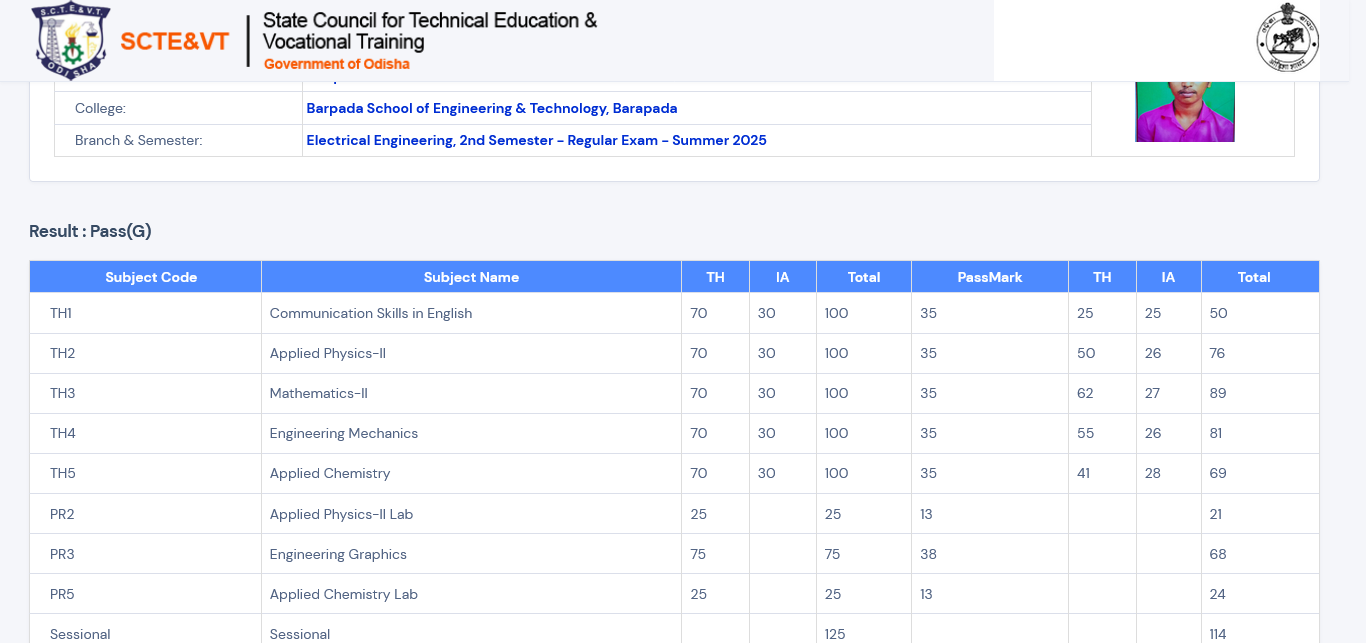 S.C.T.E.&V.T.
ODISHA
SCTE&VT
State Council for Technical Education &
Vocational Training
Government of Odisha
College: Barpada School of Engineering & Technology, Barapada
Branch & Semester: Electrical Engineering, 2nd Semester - Regular Exam - Summer 2025
Result : Pass(G)
Subject Code Subject Name TH IA Total PassMark TH IA Total
TH1 Communication Skills in English 70 30 100 35 25 25 50
TH2 Applied Physics-II 70 30 100 35 50 26 76
TH3 Mathematics-II 70 30 100 35 62 27 89
TH4 Engineering Mechanics 70 30 100 35 55 26 81
TH5 Applied Chemistry 70 30 100 35 41 28 69
PR2 Applied Physics-II Lab 25 25 13 21
PR3 Engineering Graphics 75 75 38 68
PR5 Applied Chemistry Lab 25 25 13 24
Sessional Sessional 125 114